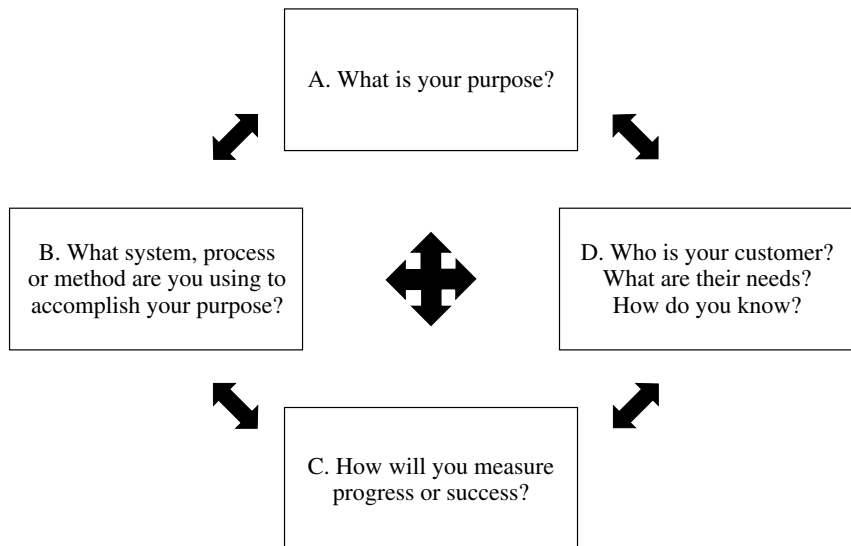 A. What is your purpose?
B. What system, process
or method are you using to
accomplish your purpose?
D. Who is your customer?
What are their needs?
How do you know?
C. How will you measure
progress or success?